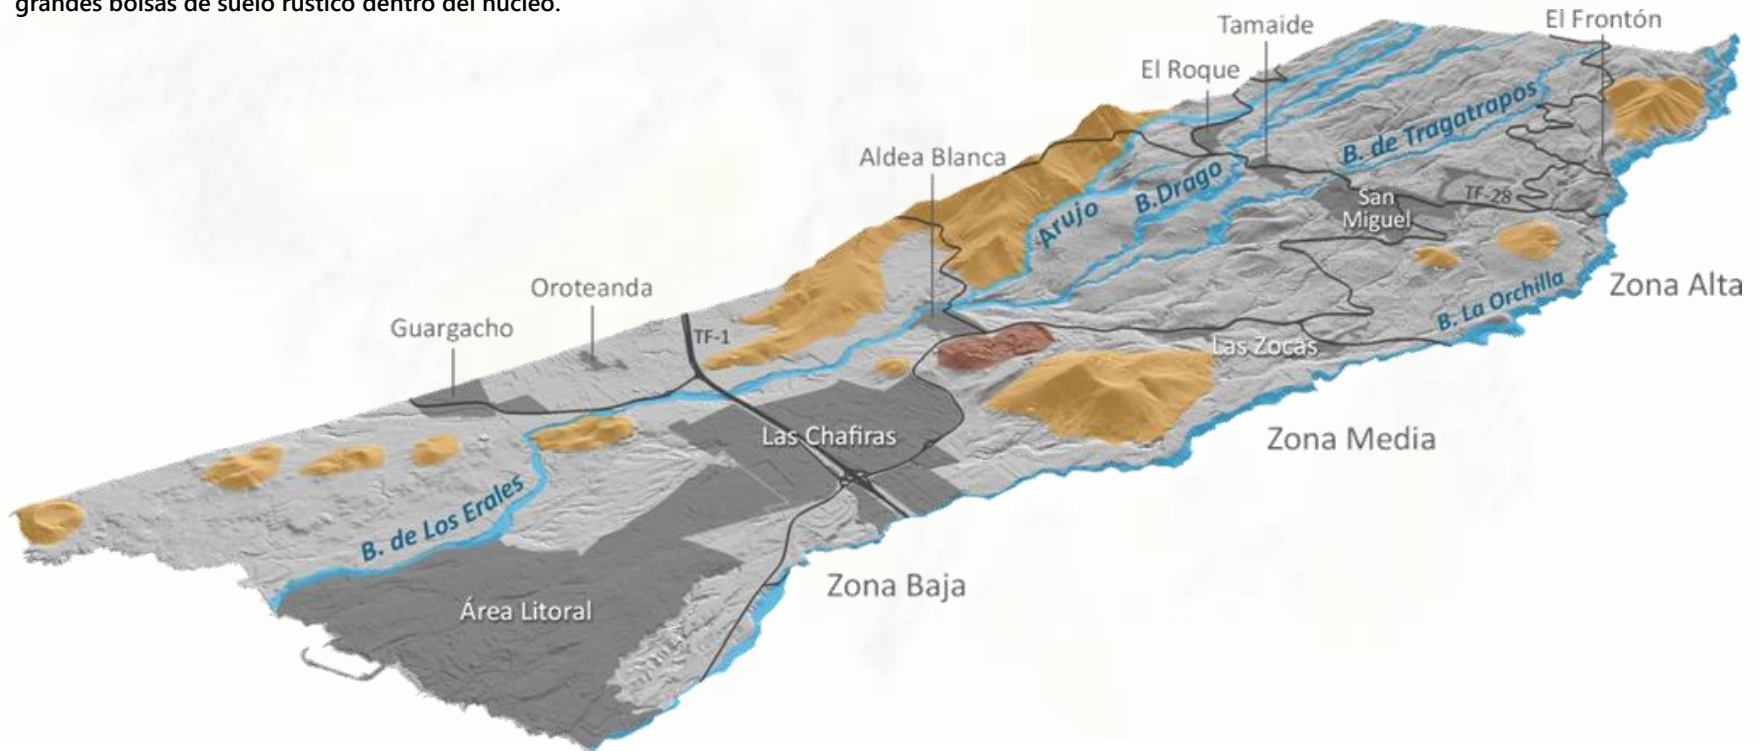 grandes bolsas de suelo rústico dentro del núcleo.
El Frontón
Tamaide
El Roque
B. de Tragatrapos
Aldea Blanca
B.Drago
TF-28
San
Miguel
Arujo
Zona Alta
Oroteanda
B. La Orchilla
Guargacho
TF-1
Las Zocas
Las Chafiras
Zona Media
B. de Los Erales
Zona Baja
Área Litoral